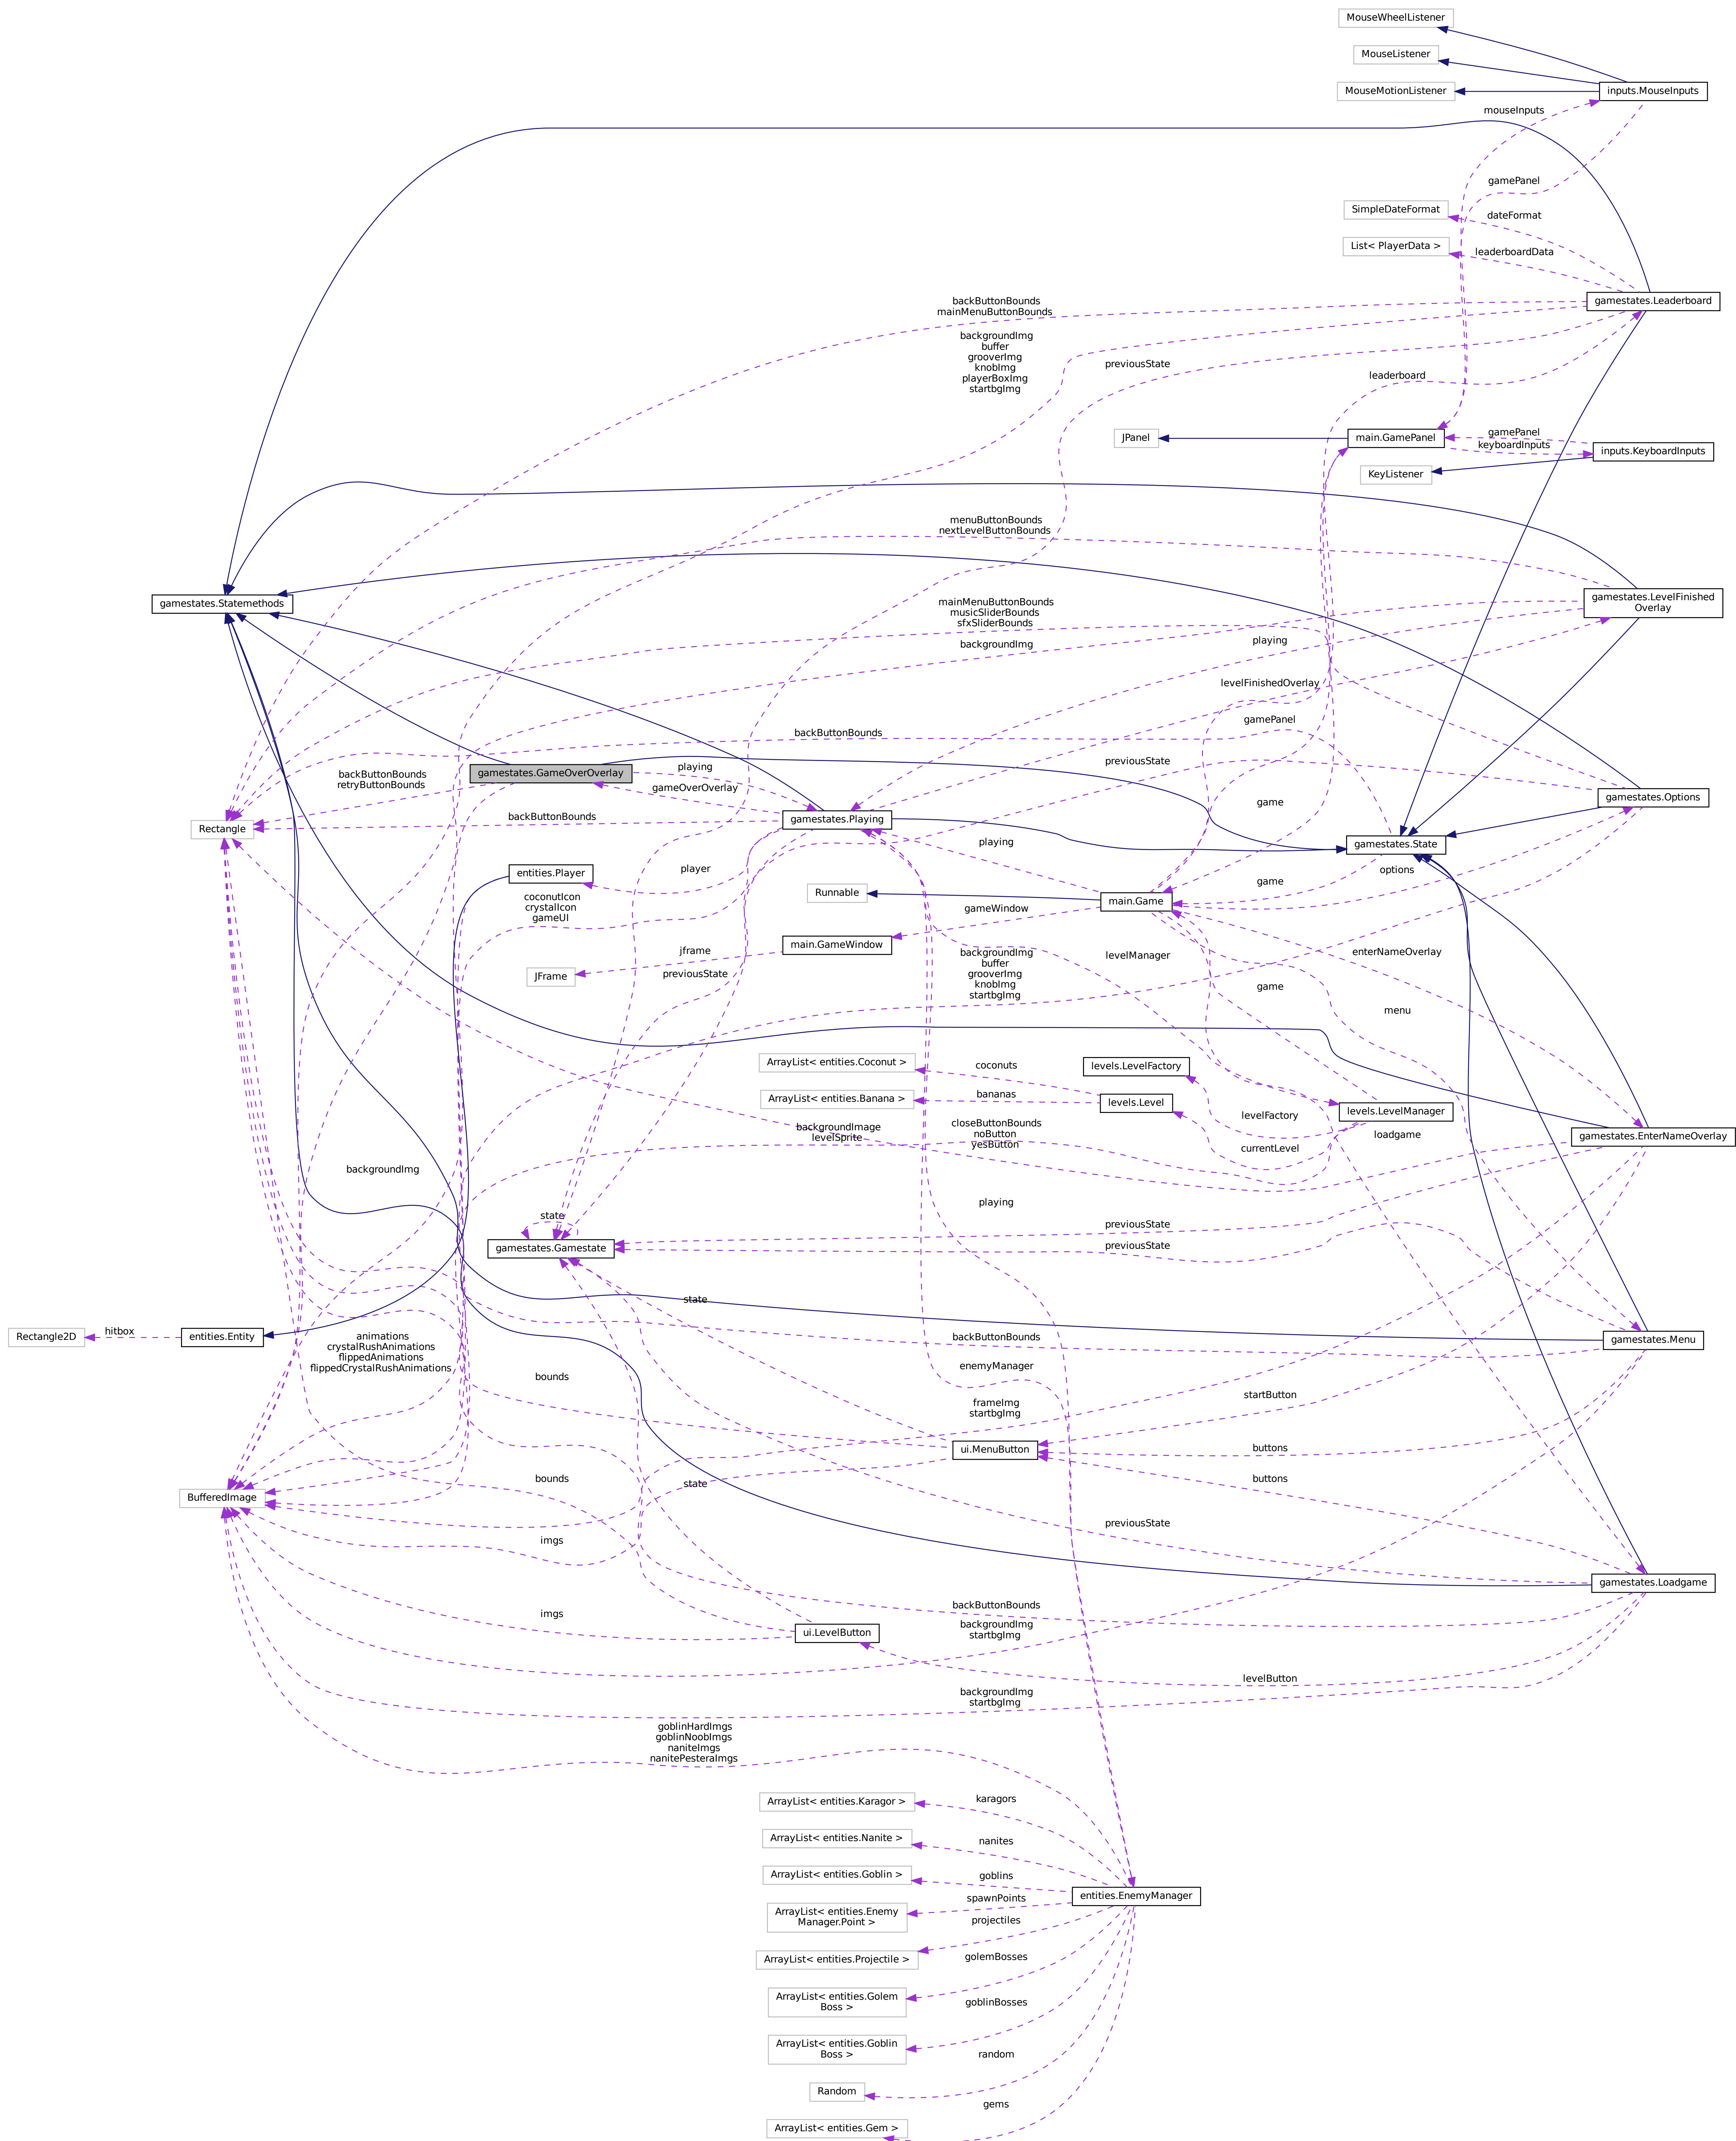 MouseWheelListener
MouseListener
MouseMotionListener
inputs.MouseInputs
mouseInputs
gamePanel
SimpleDateFormat
dateFormat
List< PlayerData >
leaderboardData
gamestates.Leaderboard
backButtonBounds
mainMenuButtonBounds
backgroundImg
buffer
grooverImg
knobImg
playerBoxImg
startbgImg
previousState
leaderboard
JPanel
main.GamePanel
gamePanel
keyboardInputs
inputs.KeyboardInputs
KeyListener
menuButtonBounds
nextLevelButtonBounds
gamestates.Statemethods
gamestates.LevelFinished
Overlay
mainMenuButtonBounds
musicSliderBounds
sfxSliderBounds
backgroundImg
playing
levelFinishedOverlay
gamePanel
backButtonBounds
gamestates.GameOverOverlay
playing
gameOverOverlay
backButtonBounds
retryButtonBounds
previousState
gamestates.Options
game
Rectangle
backButtonBounds
gamestates.Playing
playing
gamestates.State
entities.Player
player
Runnable
main.Game
game
options
coconutIcon
crystalIcon
gameUI
gameWindow
main.GameWindow
jframe
JFrame
previousState
backgroundImg
buffer
grooverImg
knobImg
startbgImg
levelManager
enterNameOverlay
game
menu
ArrayList< entities.Coconut >
coconuts
levels.LevelFactory
ArrayList< entities.Banana >
bananas
levels.Level
levelFactory
levels.LevelManager
backgroundImage
levelSprite
closeButtonBounds
noButton
yesButton
currentLevel
loadgame
gamestates.EnterNameOverlay
backgroundImg
playing
state
gamestates.Gamestate
previousState
previousState
state
Rectangle2D
hitbox
entities.Entity
animations
crystalRushAnimations
flippedAnimations
flippedCrystalRushAnimations
backButtonBounds
gamestates.Menu
bounds
enemyManager
frameImg
startbgImg
startButton
ui.MenuButton
buttons
bounds
state
buttons
BufferedImage
previousState
imgs
gamestates.Loadgame
backButtonBounds
imgs
ui.LevelButton
backgroundImg
startbgImg
levelButton
backgroundImg
startbgImg
goblinHardImgs
goblinNoobImgs
naniteImgs
nanitePesteraImgs
ArrayList< entities.Karagor >
karagors
ArrayList< entities.Nanite >
nanites
ArrayList< entities.Goblin >
goblins
entities.EnemyManager
ArrayList< entities.Enemy
Manager.Point >
spawnPoints
projectiles
ArrayList< entities.Projectile >
golemBosses
ArrayList< entities.Golem
Boss >
goblinBosses
ArrayList< entities.Goblin
Boss >
random
Random
gems
ArrayList< entities.Gem >